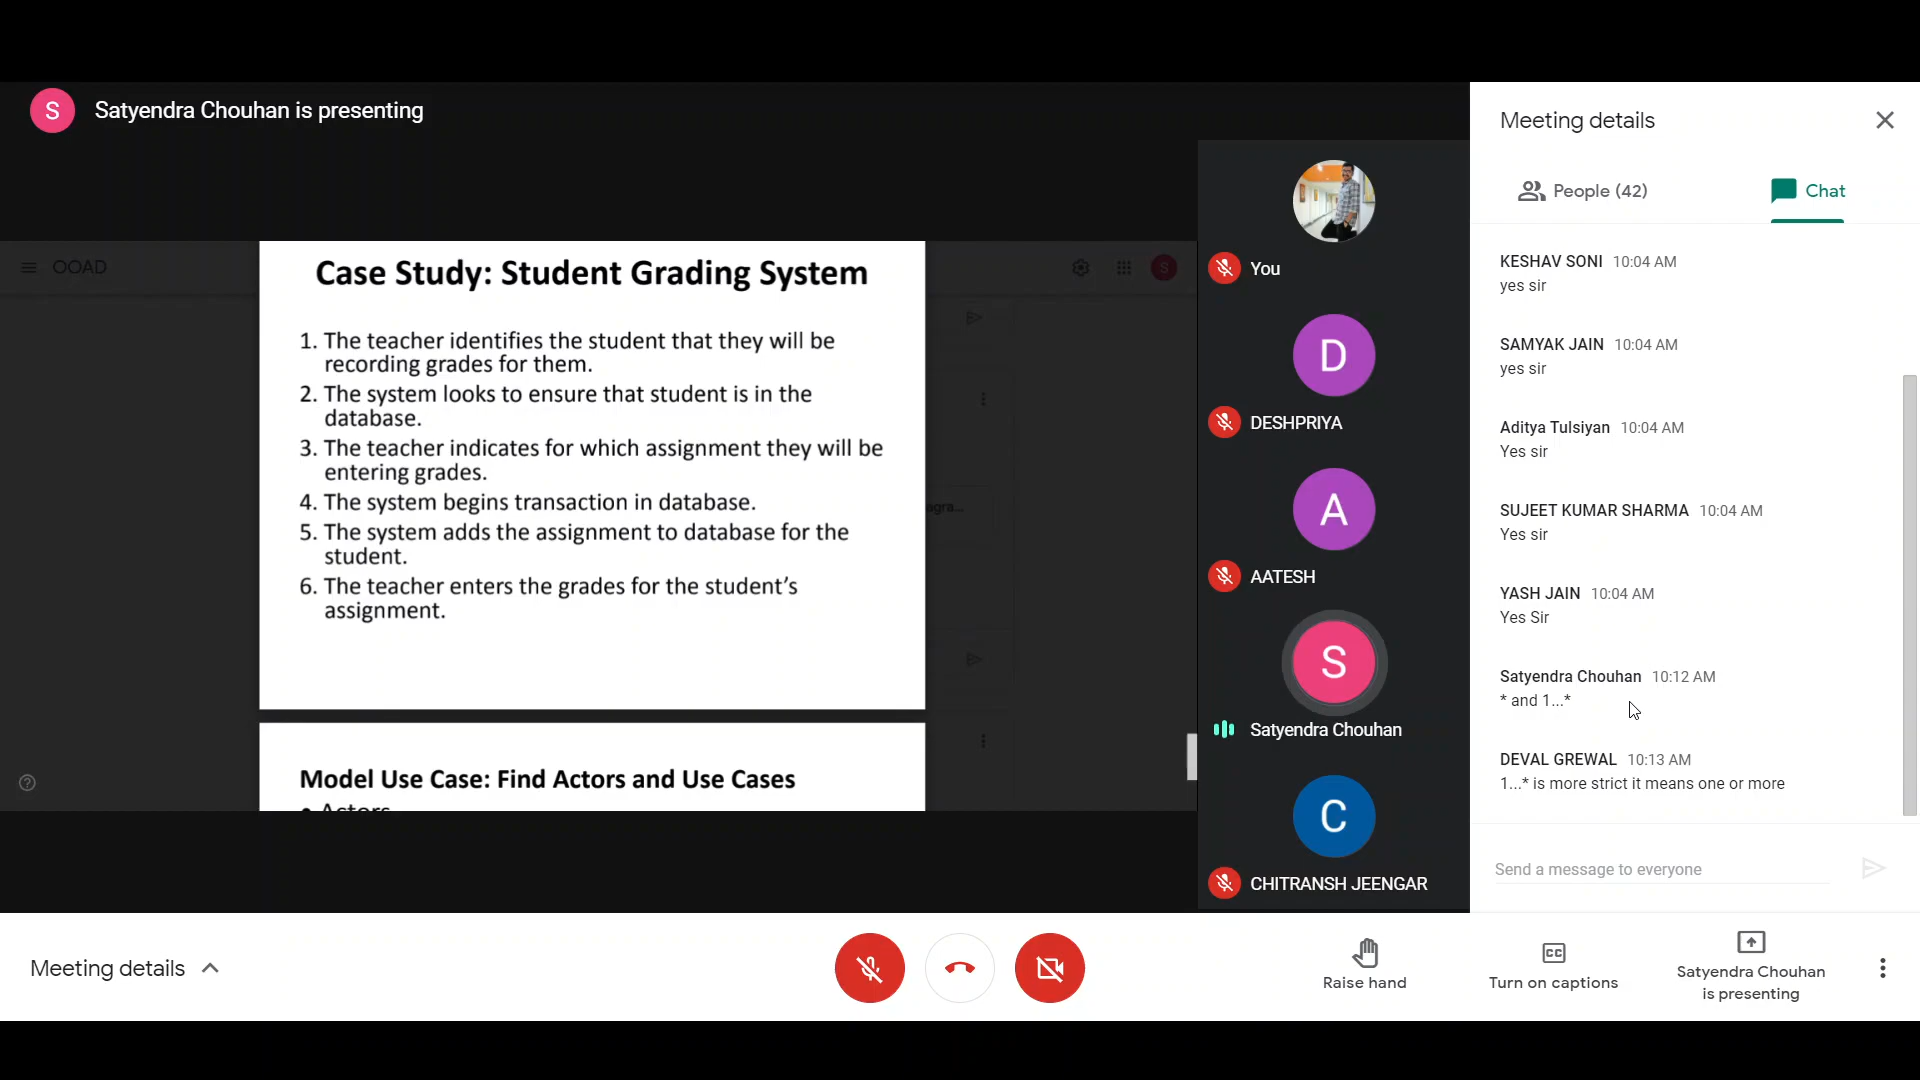 S
Satyendra Chouhan is presenting
OOAD
S
Case Study: Student Grading System
1. The teacher identifies the student that they will be
recording grades for them.
2. The system looks to ensure that student is in the
database.
3. The teacher indicates for which assignment they will be
entering grades.
4. The system begins transaction in database.
5. The system adds the assignment to database for the
student.
6. The teacher enters the grades for the student's
assignment.
agra...
Model Use Case: Find Actors and Use Cases
• Actors
You
D
DESHPRIYA
A
AATESH
S
Satyendra Chouhan
C
CHITRANSH JEENGAR
Meeting details
People (42)
Chat
KESHAV SONI 10:04 AM
yes sir
SAMYAK JAIN 10:04 AM
yes sir
Aditya Tulsiyan 10:04 AM
Yes sir
SUJEET KUMAR SHARMA 10:04 AM
Yes sir
YASH JAIN 10:04 AM
Yes Sir
Satyendra Chouhan 10:12 AM
* and 1...*
DEVAL GREWAL 10:13 AM
1...* is more strict it means one or more
Send a message to everyone
Meeting details
Raise hand
CC
Turn on captions
Satyendra Chouhan
is presenting